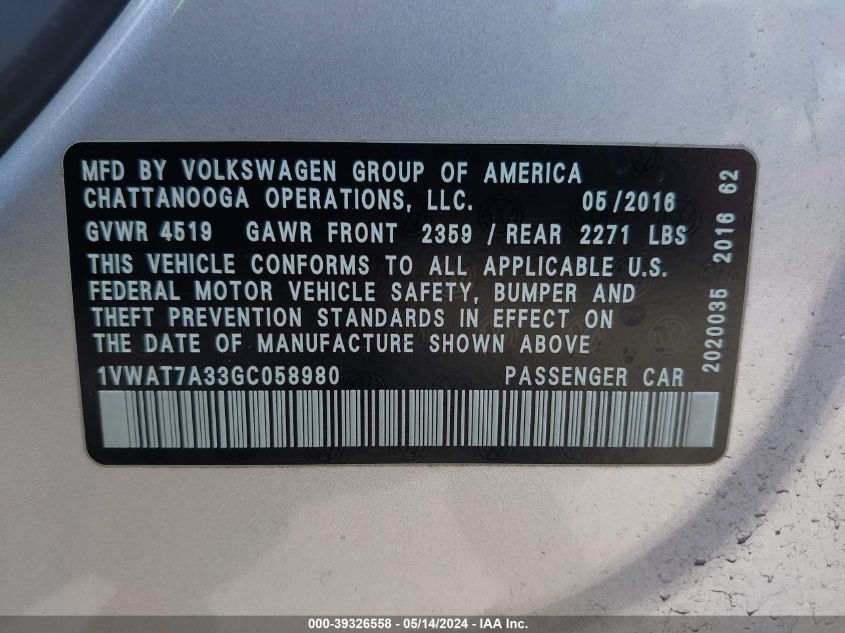 MFD BY VOLKSWAGEN GROUP OF AMERICA
CHATTANOOGA OPERATIONS, LLC. 05/2016
GVWR 4519 GAWR FRONT 2359 / REAR 2271 LBS
THIS VEHICLE CONFORMS TO ALL APPLICABLE U.S.
FEDERAL MOTOR VEHICLE SAFETY, BUMPER AND
THEFT PREVENTION STANDARDS IN EFFECT ON
THE DATE OF MANUFACTURE SHOWN ABOVE
1VWAT7A33GC058980 PASSENGER CAR
2020035 2016 62
000-39326558 - 05/14/2024 - IAA Inc.